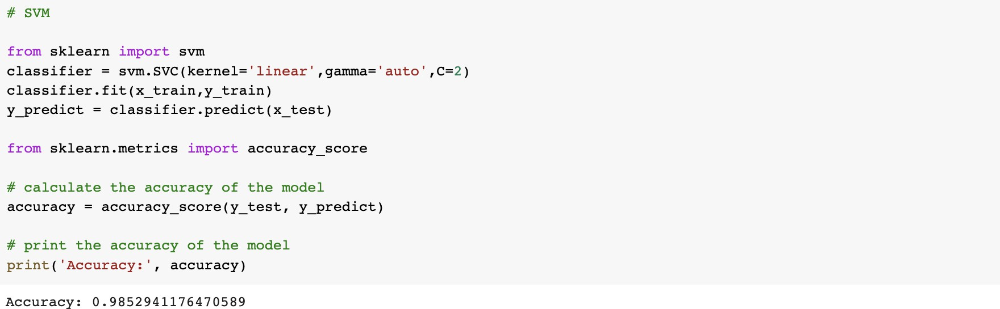 # SVM
from sklearn import svm
classifier = svm.SVC(kernel='linear',gamma='auto',C=2)
classifier.fit(x_train,y_train)
y_predict = classifier.predict(x_test)
from sklearn.metrics import accuracy_score
# calculate the accuracy of the model
accuracy = accuracy_score(y_test, y_predict)
# print the accuracy of the model
print('Accuracy:', accuracy)
Accuracy: 0.9852941176470589